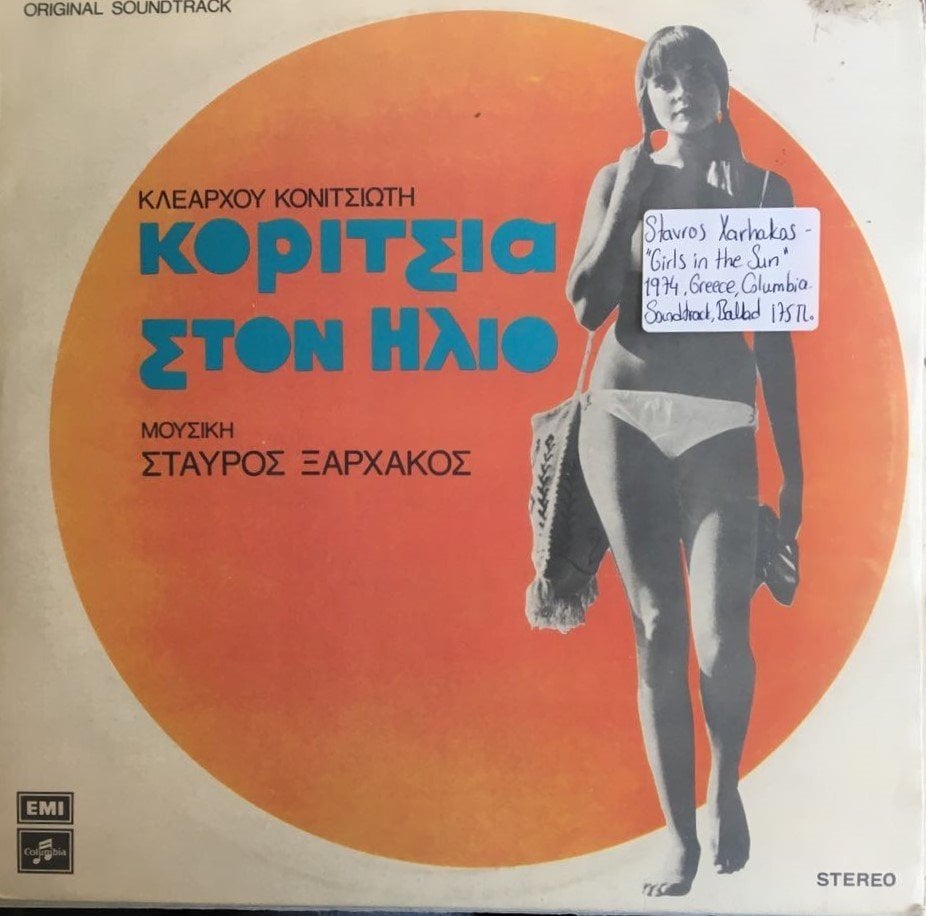 ORIGINAL SOUNDTRACK
ΚΛΕΑΡΧΟΥ ΚΟΝΙΤΣΙΩΤΗ
ΚΟΡΙΤΣΙΑ
ΣΤΟΝ ΗΛΙΟ
ΜΟΥΣΙΚΗ
ΣΤΑΥΡΟΣ ΞΑΡΧΑΚΟΣ
Stavros Xarhakos -
"Girls in the Sun"
1974, Greece, Columbia
Soundtrack, Ballad 175TL.
EMI
Columbia
STEREO